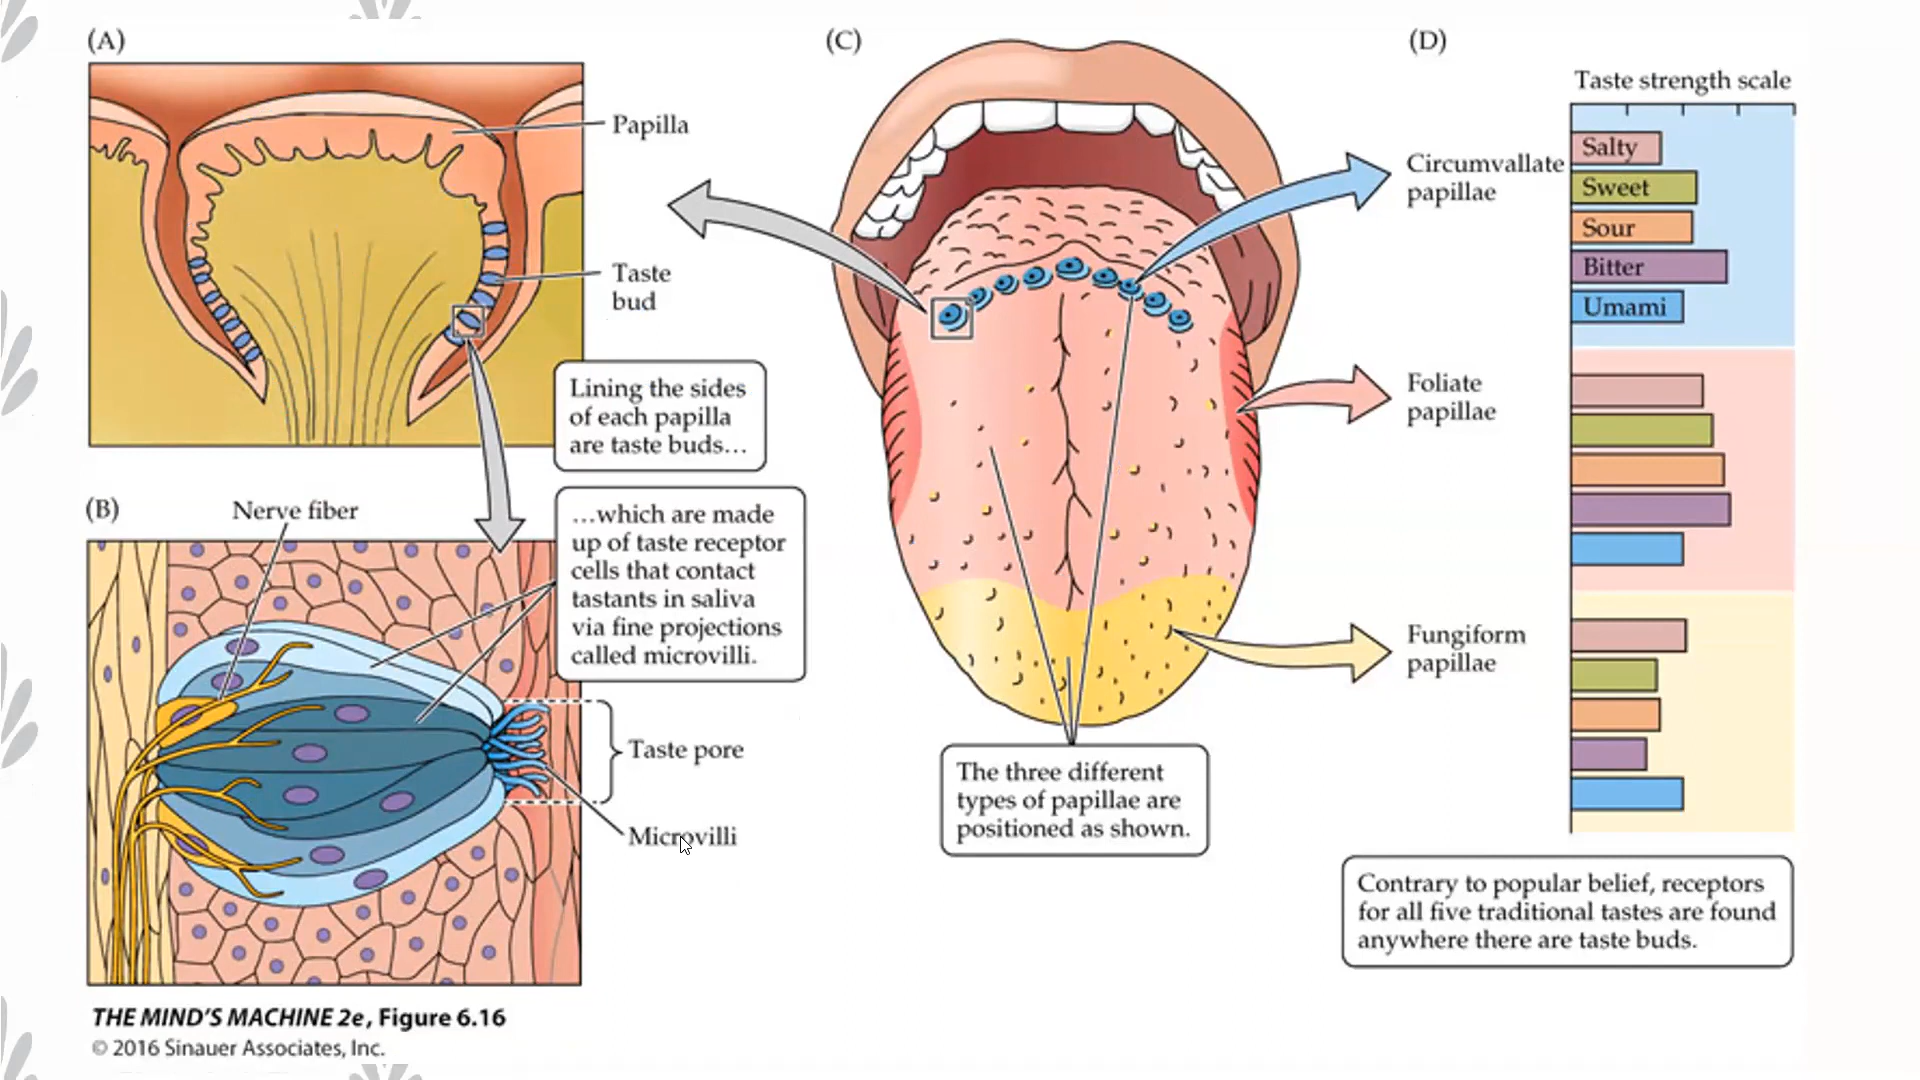 (A)
Papilla
Taste
bud
Lining the sides
of each papilla
are taste buds…
(B)
Nerve fiber
…which are made
up of taste receptor
cells that contact
tastants in saliva
via fine projections
called microvilli.
Taste pore
Microvilli
(C)
Circumvallate
papillae
Foliate
papillae
Fungiform
papillae
The three different
types of papillae are
positioned as shown.
(D)
Taste strength scale
Salty
Sweet
Sour
Bitter
Umami
Contrary to popular belief, receptors
for all five traditional tastes are found
anywhere there are taste buds.
THE MIND'S MACHINE 2e, Figure 6.16
© 2016 Sinauer Associates, Inc.